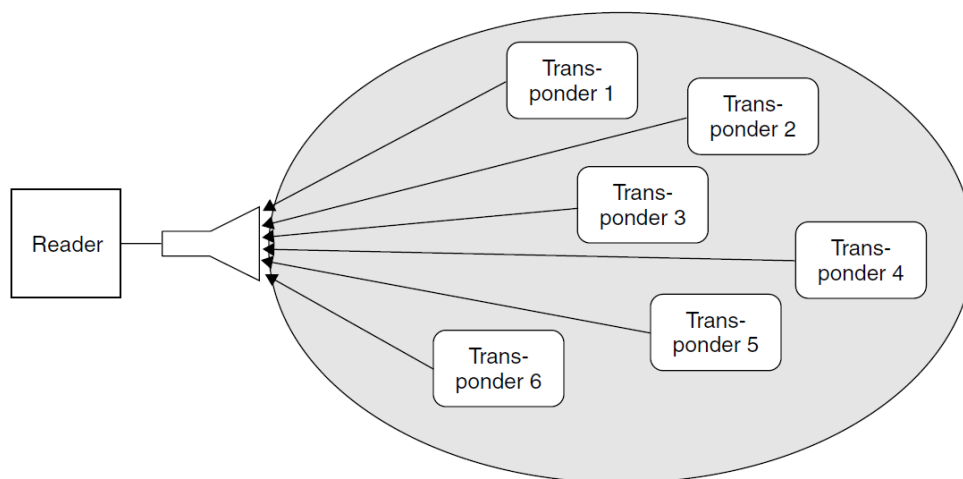 Trans-
ponder 1
Trans-
ponder 2
Trans-
ponder 3
Reader
Trans-
ponder 4
Trans-
ponder 5
Trans-
ponder 6